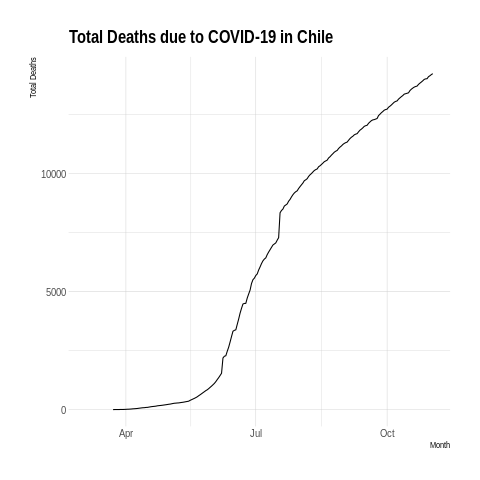 Total Deaths due to COVID-19 in Chile
Total Deaths
10000
5000
0
Apr Jul Oct
Month